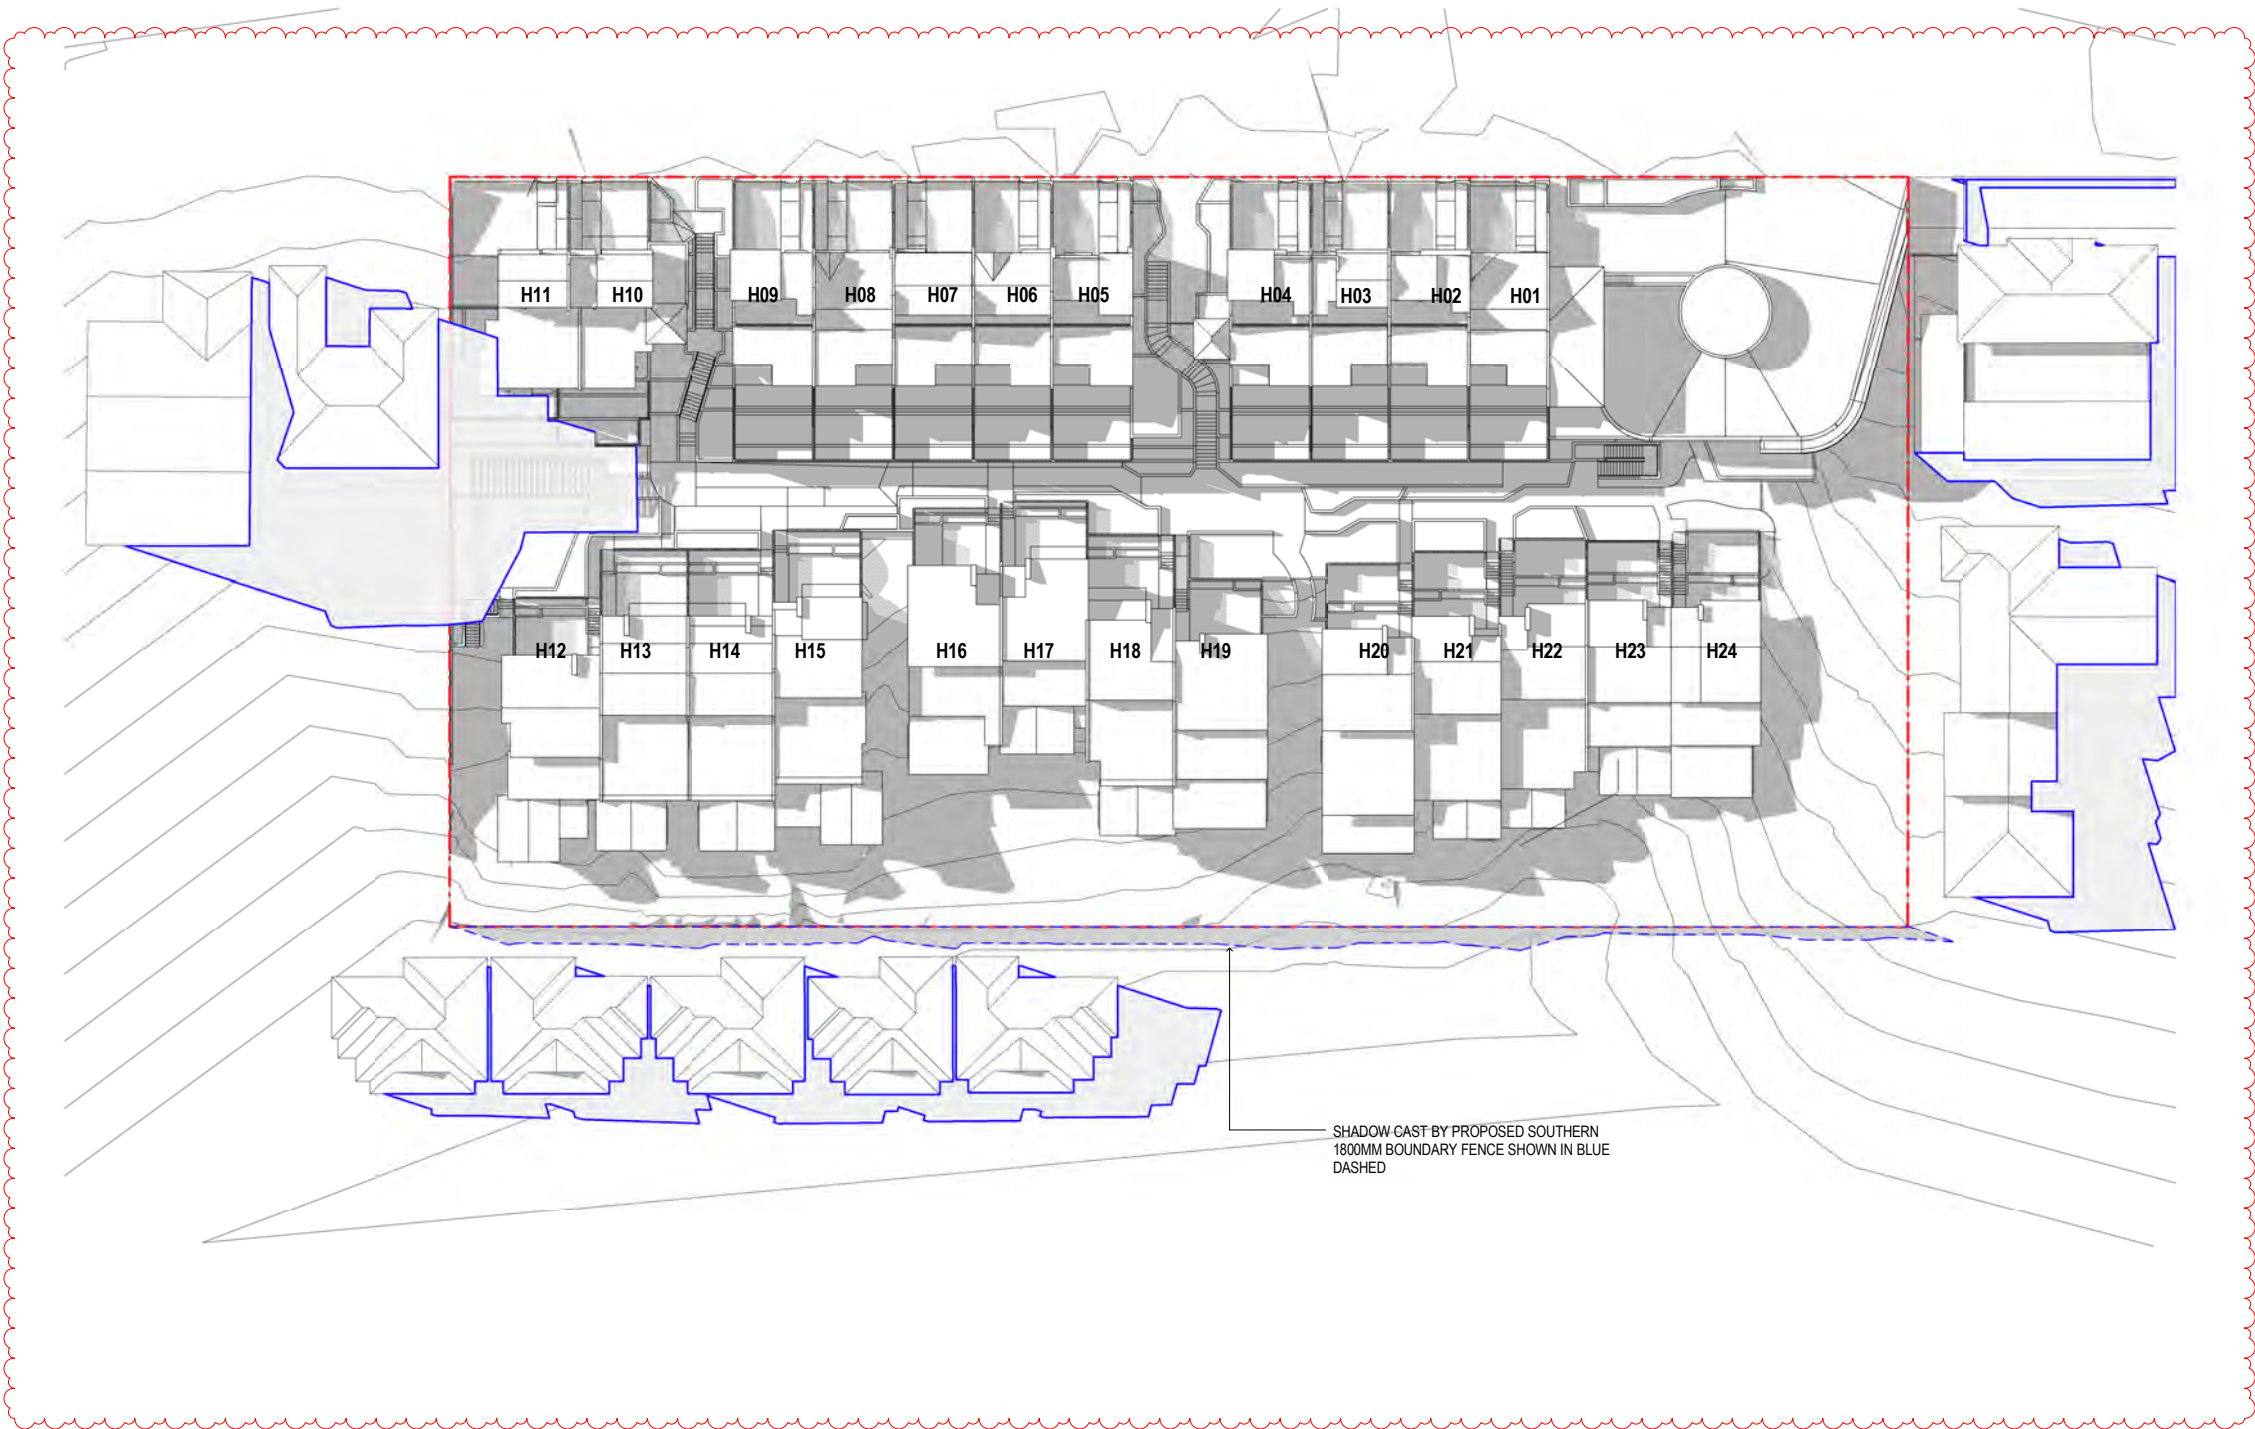 H11 H10 H09 H08 H07 H06 H05 H04 H03 H02 H01
H12 H13 H14 H15 H16 H17 H18 H19 H20 H21 H22 H23 H24
SHADOW CAST BY PROPOSED SOUTHERN
1800MM BOUNDARY FENCE SHOWN IN BLUE
DASHED